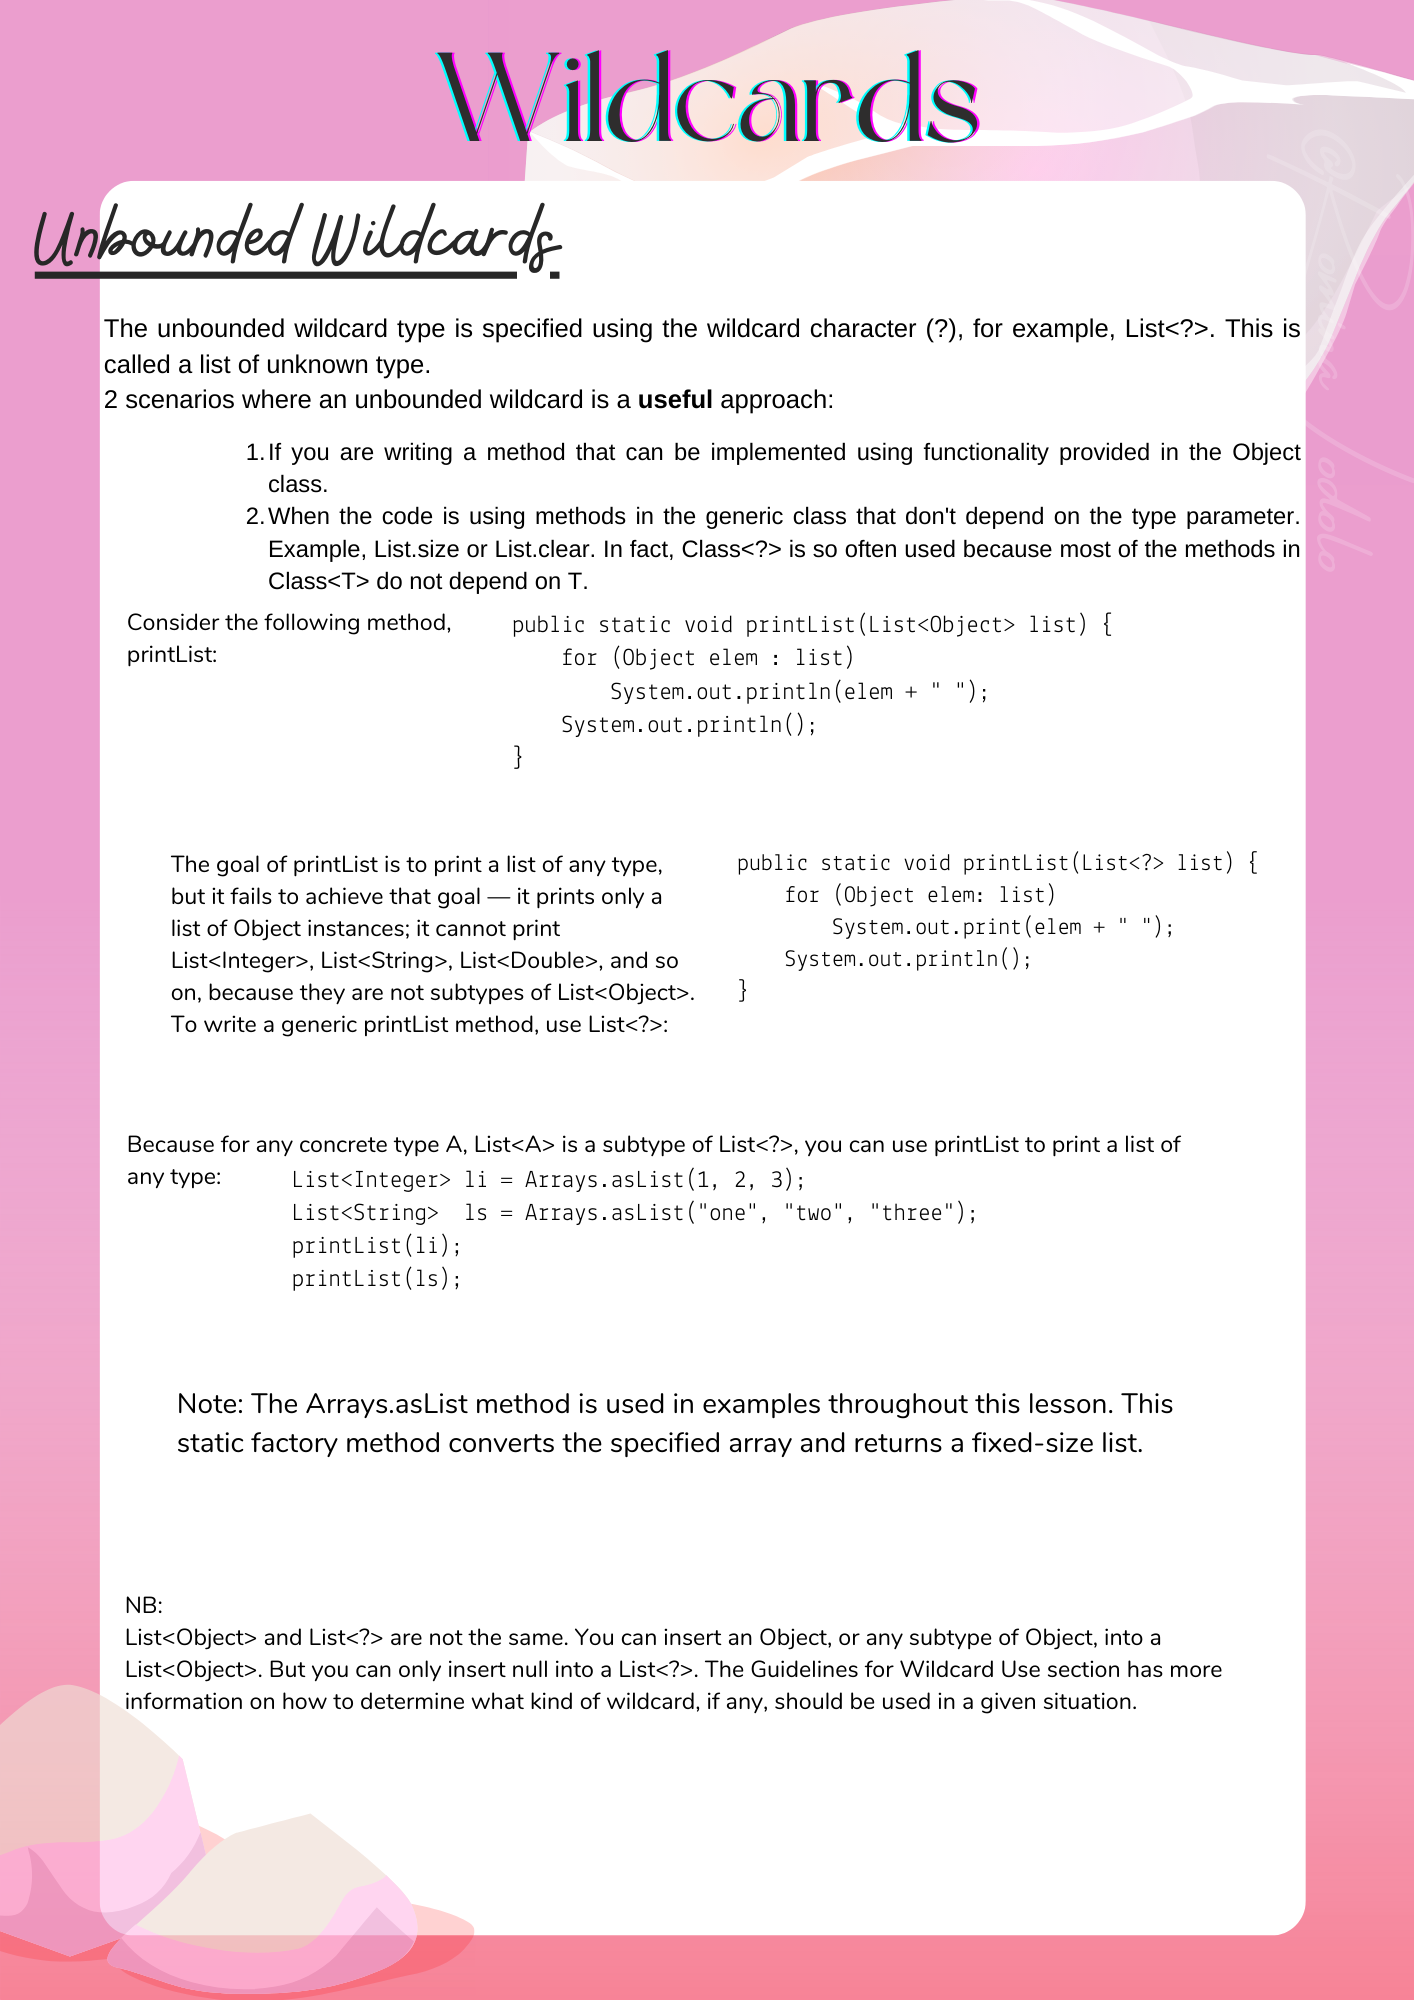 Wildcards
Unbounded Wildcards
The unbounded wildcard type is specified using the wildcard character (?), for example, List<?>. This is
called a list of unknown type.
2 scenarios where an unbounded wildcard is a useful approach:
1. If you are writing a method that can be implemented using functionality provided in the Object
class.
2. When the code is using methods in the generic class that don't depend on the type parameter.
Example, List.size or List.clear. In fact, Class<?> is so often used because most of the methods in
Class<T> do not depend on T.
Consider the following method,
printList:
public static void printList(List<Object> list) {
    for (Object elem : list)
        System.out.println(elem + " ");
    System.out.println();
}
The goal of printList is to print a list of any type,
but it fails to achieve that goal — it prints only a
list of Object instances; it cannot print
List<Integer>, List<String>, List<Double>, and so
on, because they are not subtypes of List<Object>.
To write a generic printList method, use List<?>:
public static void printList(List<?> list) {
    for (Object elem: list)
        System.out.print(elem + " ");
    System.out.println();
}
Because for any concrete type A, List<A> is a subtype of List<?>, you can use printList to print a list of
any type:
List<Integer> li = Arrays.asList(1, 2, 3);
List<String>  ls = Arrays.asList("one", "two", "three");
printList(li);
printList(ls);
Note: The Arrays.asList method is used in examples throughout this lesson. This
static factory method converts the specified array and returns a fixed-size list.
NB:
List<Object> and List<?> are not the same. You can insert an Object, or any subtype of Object, into a
List<Object>. But you can only insert null into a List<?>. The Guidelines for Wildcard Use section has more
information on how to determine what kind of wildcard, if any, should be used in a given situation.